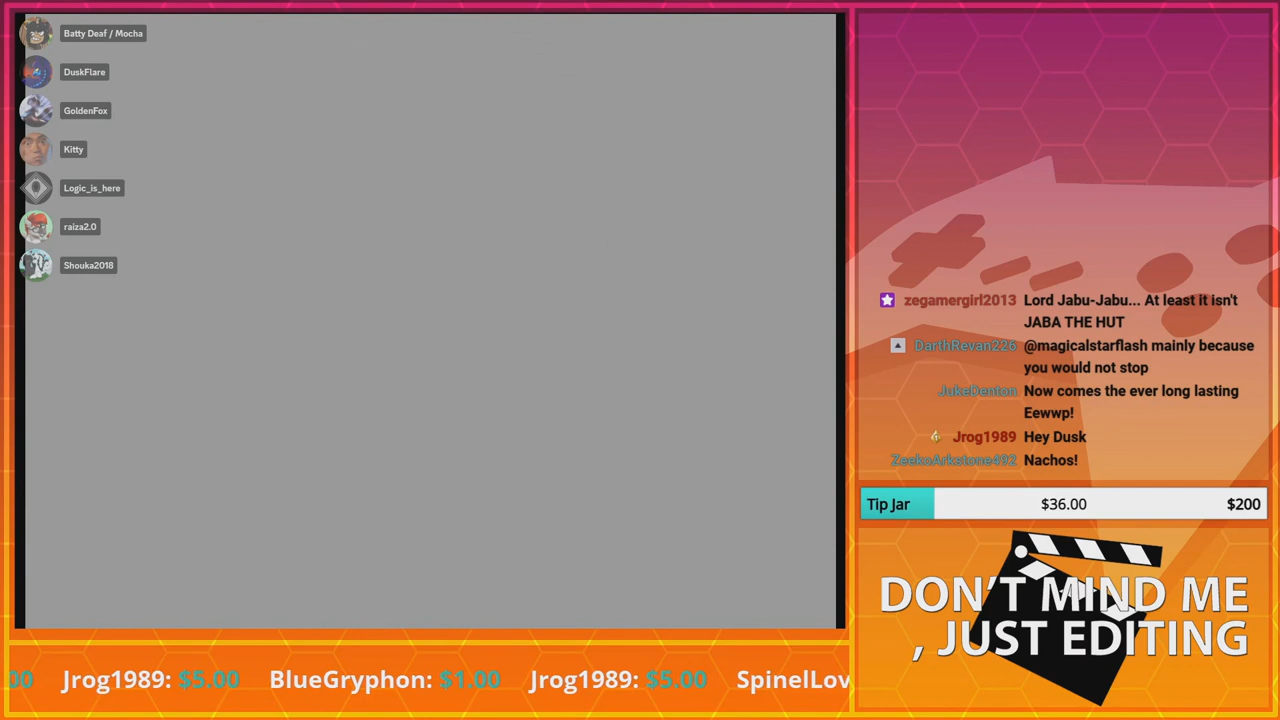 Batty Deaf / Mocha
DuskFlare
GoldenFox
Kitty
Logic_is_here
raiza2.0
Shouka2018
zegamergirl2013 Lord Jabu-Jabu... At least it isn't
JABA THE HUT
DarthRevan226 @magicalstarflash mainly because
you would not stop
JukeDenton Now comes the ever long lasting
Eewwp!
Jrog1989 Hey Dusk
ZeekoArkstone492 Nachos!
Tip Jar $36.00 $200
DON'T MIND ME
, JUST EDITING
00 Jrog1989: $5.00 BlueGryphon: $1.00 Jrog1989: $5.00 SpinelLov